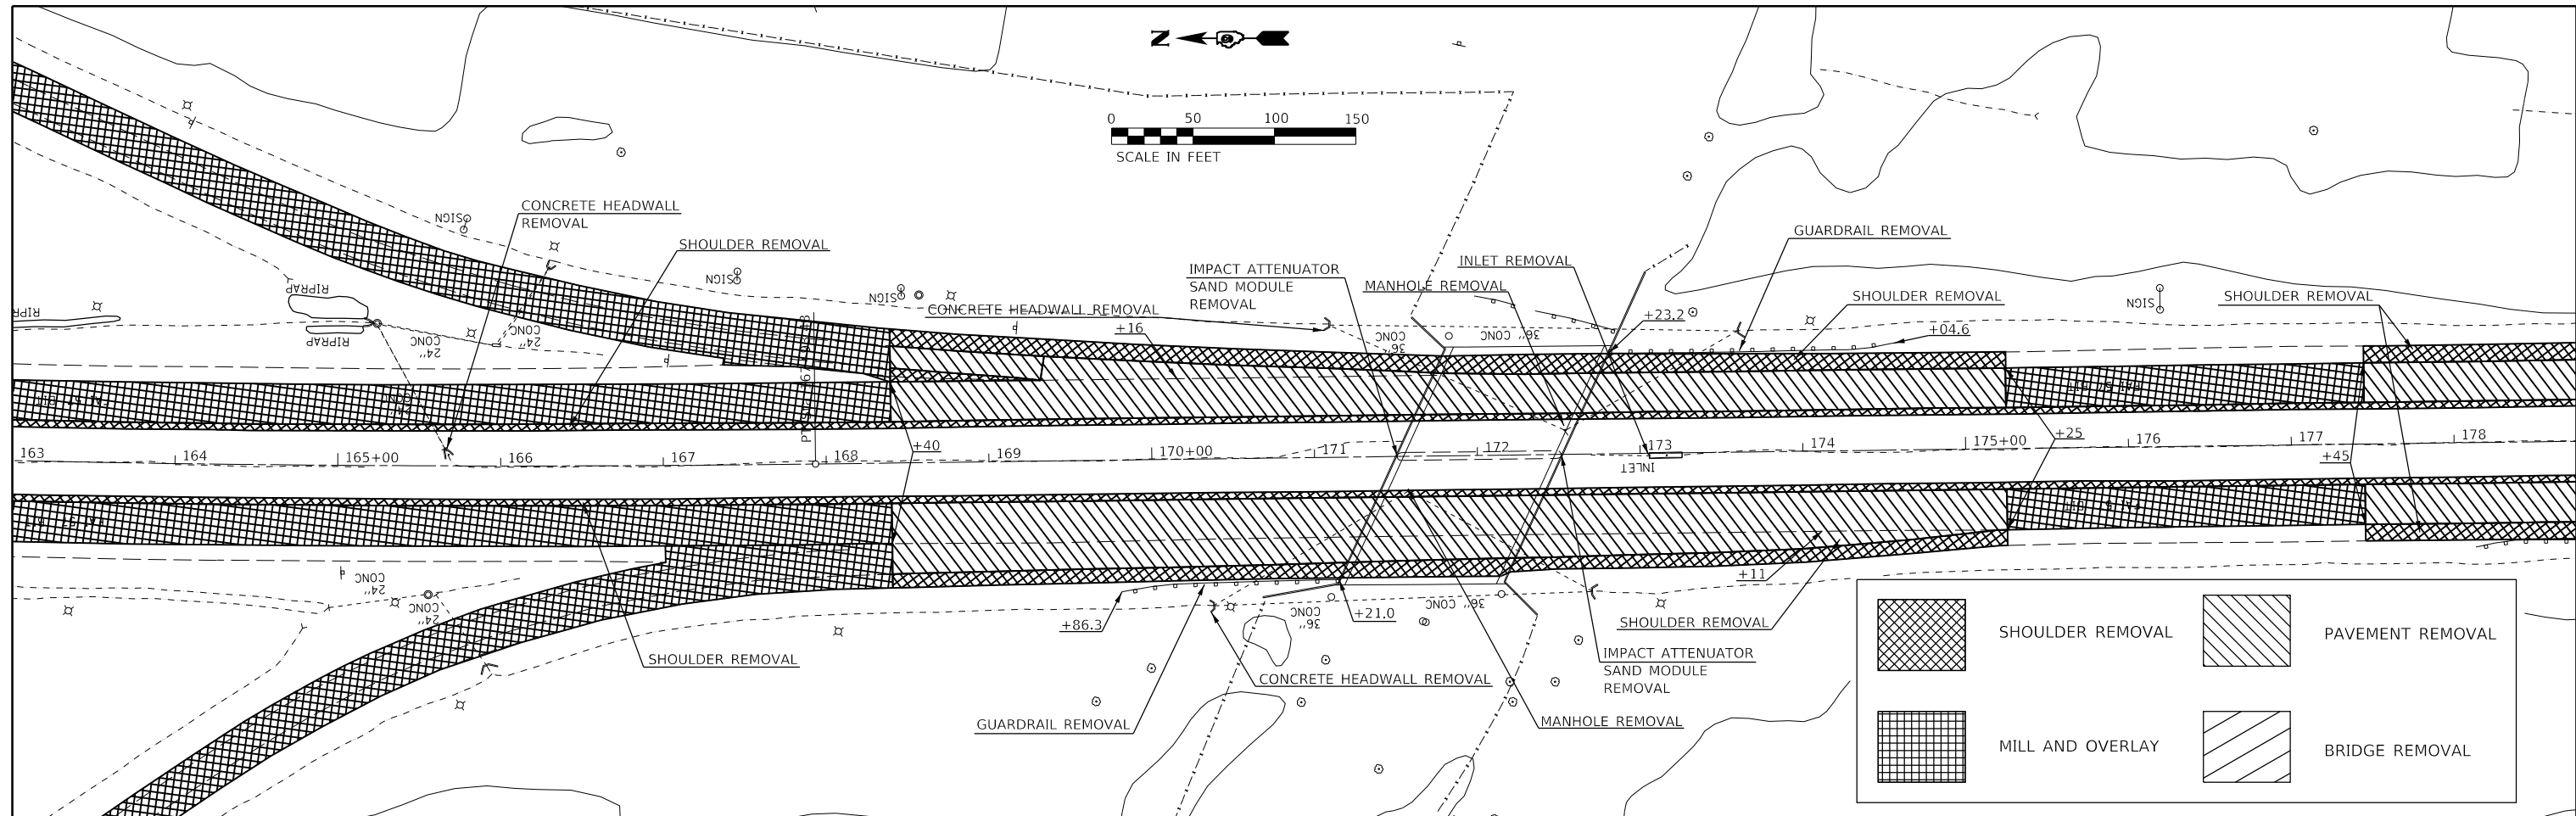 N
0 50 100 150
SCALE IN FEET
CONCRETE HEADWALL
REMOVAL
SHOULDER REMOVAL
SIGN
SIGN
SIGN
CONCRETE HEADWALL REMOVAL
+16
IMPACT ATTENUATOR
SAND MODULE
REMOVAL
MANHOLE REMOVAL
INLET REMOVAL
GUARDRAIL REMOVAL
SHOULDER REMOVAL
SHOULDER REMOVAL
SIGN
+23.2
+04.6
RIPRAP
RIPRAP
24" CONC
24" CONC
24" CONC
36" CONC
36" CONC
163 164 165+00 166 167 168 169 170+00 171 172 173 174 175+00 176 177 178
+40
INLET
+25
+45
24" CONC
24" CONC
SHOULDER REMOVAL
+86.3
GUARDRAIL REMOVAL
CONCRETE HEADWALL REMOVAL
36" CONC
36" CONC
+21.0
+11
SHOULDER REMOVAL
IMPACT ATTENUATOR
SAND MODULE
REMOVAL
MANHOLE REMOVAL
SHOULDER REMOVAL
PAVEMENT REMOVAL
MILL AND OVERLAY
BRIDGE REMOVAL